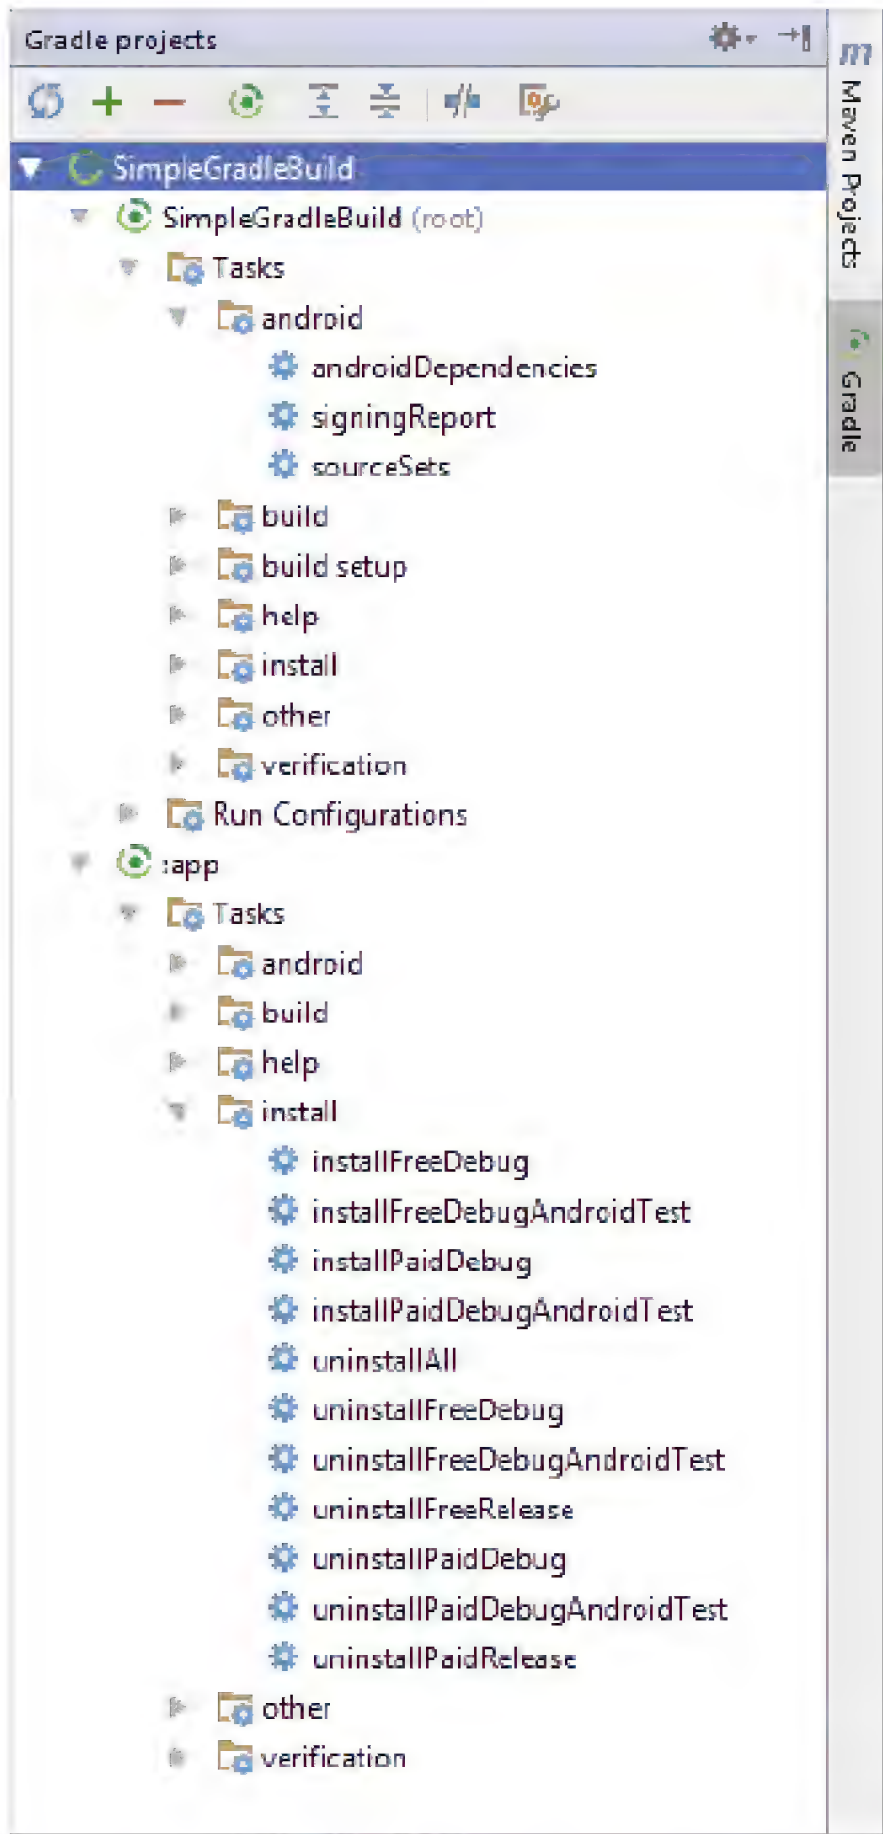 Gradle projects
SimpleGradleBuild
SimpleGradleBuild (root)
Tasks
android
androidDependencies
signingReport
sourceSets
build
build setup
help
install
other
verification
Run Configurations
:app
Tasks
android
build
help
install
installFreeDebug
installFreeDebugAndroidTest
installPaidDebug
installPaidDebugAndroidTest
uninstallAll
uninstallFreeDebug
uninstallFreeDebugAndroidTest
uninstallFreeRelease
uninstallPaidDebug
uninstallPaidDebugAndroidTest
uninstallPaidRelease
other
verification
m Maven Projects
Gradle